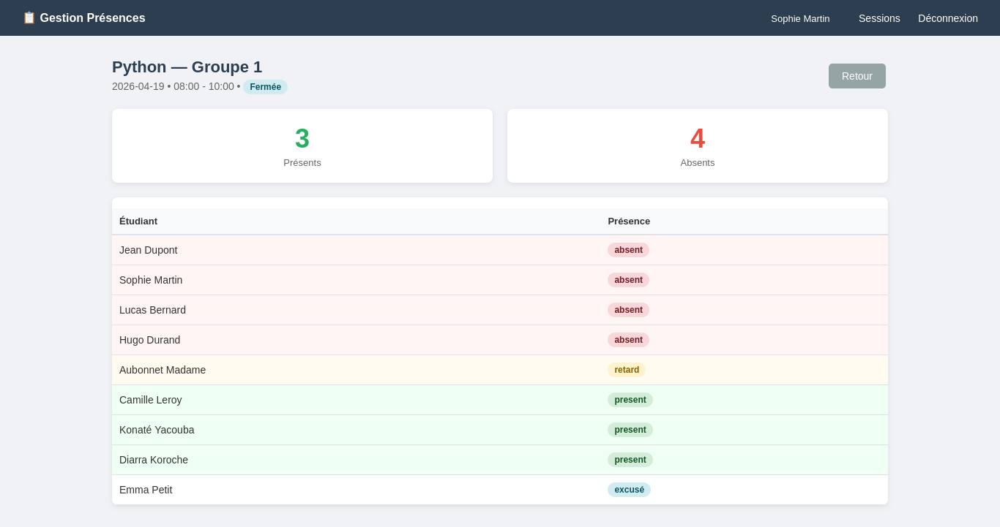 📋 Gestion Présences Sophie Martin Sessions Déconnexion
Python — Groupe 1
2026-04-19 • 08:00 - 10:00 • Fermée
Retour
3
Présents
4
Absents
Étudiant Présence
Jean Dupont absent
Sophie Martin absent
Lucas Bernard absent
Hugo Durand absent
Aubonnet Madame retard
Camille Leroy present
Konaté Yacouba present
Diarra Koroche present
Emma Petit excusé